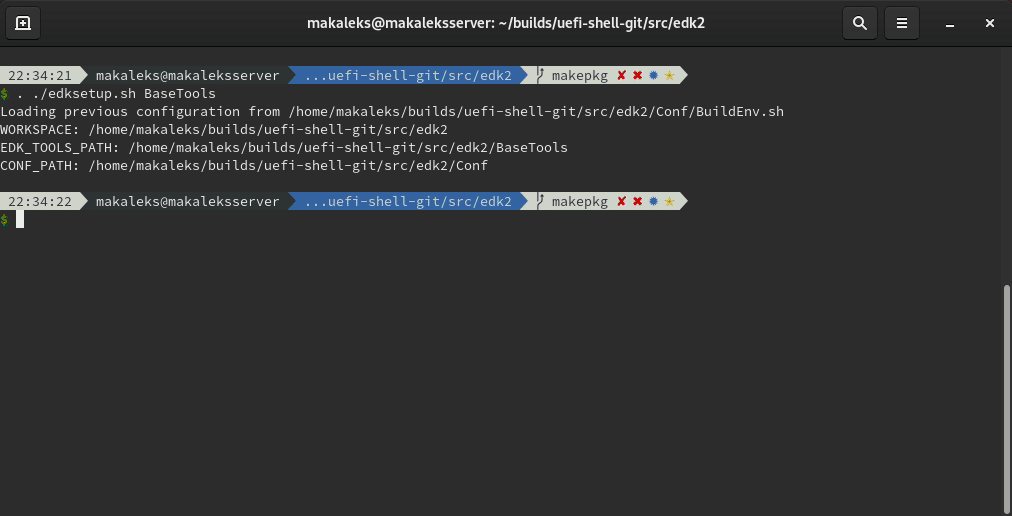 makaleks@makaleksserver: ~/builds/uefi-shell-git/src/edk2
22:34:21 makaleks@makaleksserver ...uefi-shell-git/src/edk2 makepkg ✘ ✖ ✹ ✭
$ . ./edksetup.sh BaseTools
Loading previous configuration from /home/makaleks/builds/uefi-shell-git/src/edk2/Conf/BuildEnv.sh
WORKSPACE: /home/makaleks/builds/uefi-shell-git/src/edk2
EDK_TOOLS_PATH: /home/makaleks/builds/uefi-shell-git/src/edk2/BaseTools
CONF_PATH: /home/makaleks/builds/uefi-shell-git/src/edk2/Conf
22:34:22 makaleks@makaleksserver ...uefi-shell-git/src/edk2 makepkg ✘ ✖ ✹ ✭
$